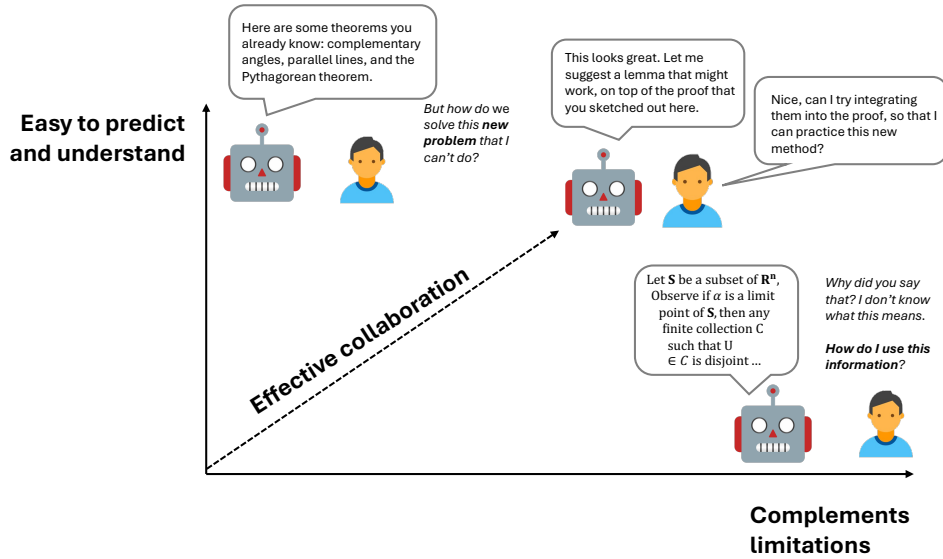 Here are some theorems you
already know: complementary
angles, parallel lines, and the
Pythagorean theorem.
This looks great. Let me
suggest a lemma that might
work, on top of the proof that
you sketched out here.
Nice, can I try integrating
them into the proof, so that I
can practice this new
method?
Easy to predict
and understand
But how do we
solve this new
problem that I
can't do?
Effective collaboration
Let S be a subset of Rⁿ,
Observe if α is a limit
point of S, then any
finite collection C
such that U
∈ C is disjoint ...
Why did you say
that? I don't know
what this means.
How do I use this
information?
Complements
limitations